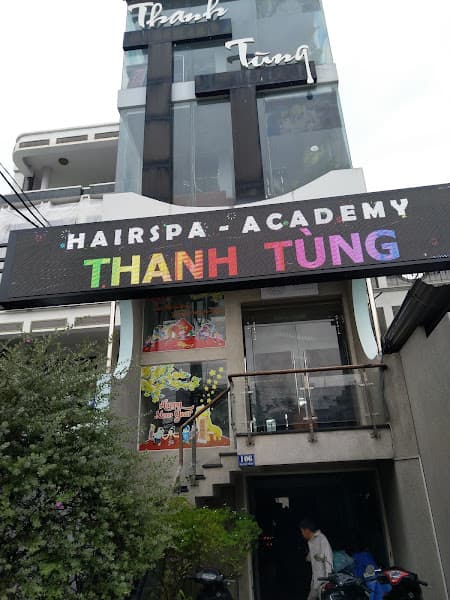 Thanh
Tùng
HAIRSPA - ACADEMY
THANH TÙNG
Happy
New Year
106